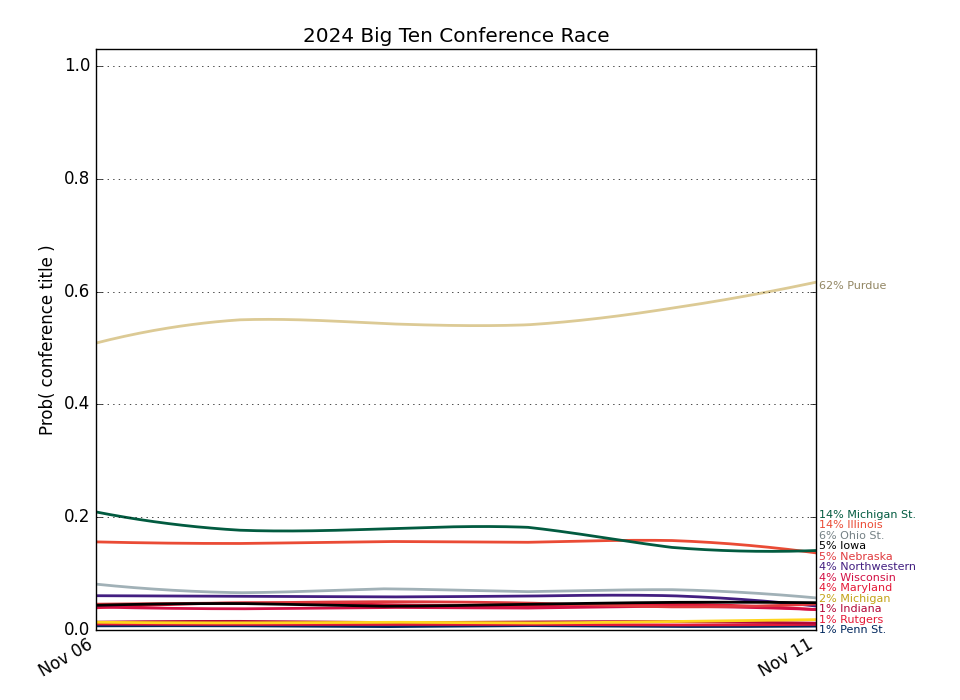 2024 Big Ten Conference Race
Prob( conference title )
1.0
0.8
0.6
0.4
0.2
0.0
Nov 06
Nov 11
62% Purdue
14% Michigan St.
14% Illinois
6% Ohio St.
5% Iowa
5% Nebraska
4% Northwestern
4% Wisconsin
4% Maryland
2% Michigan
1% Indiana
1% Rutgers
1% Penn St.